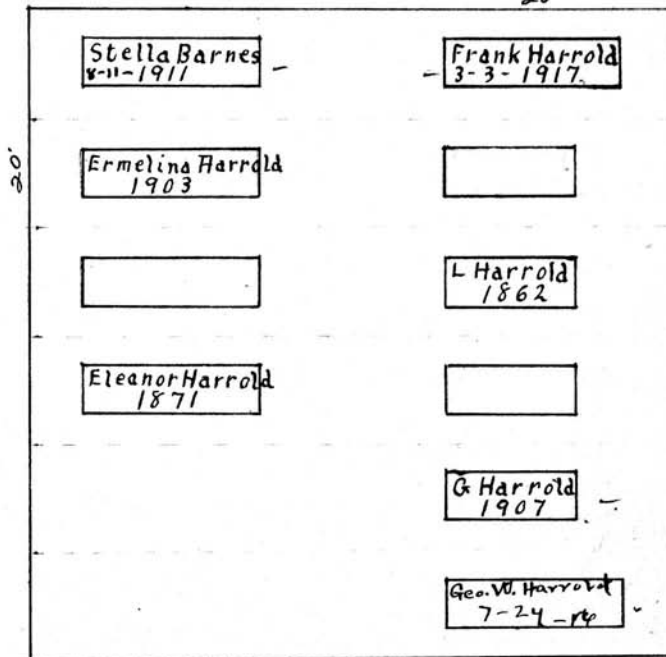 20'
Stella Barnes
8-11-1911
Frank Harrold
3-3-1917
20'
Ermelina Harrold
1903
L Harrold
1862
Eleanor Harrold
1871
G Harrold
1907
Geo. W. Harrold
7-24